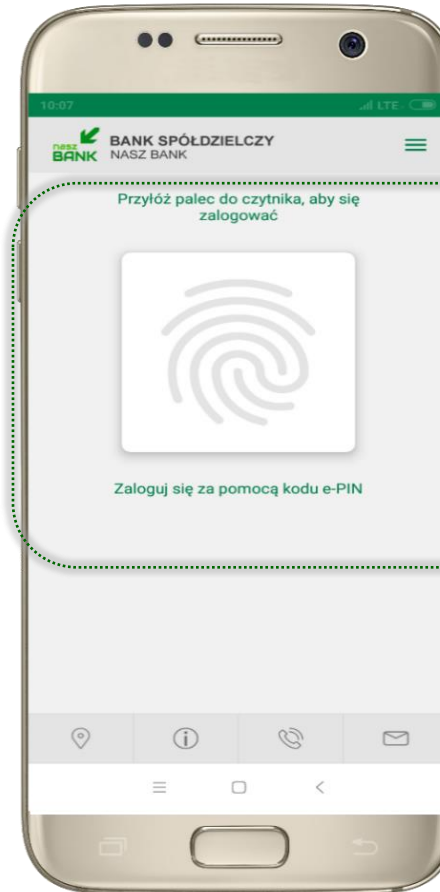 10:07
LTE
nasz
BANK
BANK SPÓŁDZIELCZY
NASZ BANK
Przyłóż palec do czytnika, aby się
zalogować
Zaloguj się za pomocą kodu e-PIN